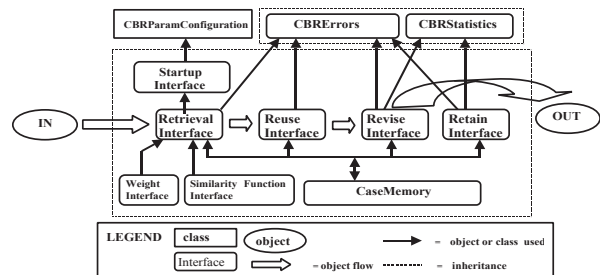 CBRParamConfiguration
CBRErrors
CBRStatistics
Startup
Interface
IN
Retrieval
Interface
Reuse
Interface
Revise
Interface
Retain
Interface
OUT
Weight
Interface
Similarity Function
Interface
CaseMemory
LEGEND
class
object
= object or class used
Interface
=object flow
= inheritance